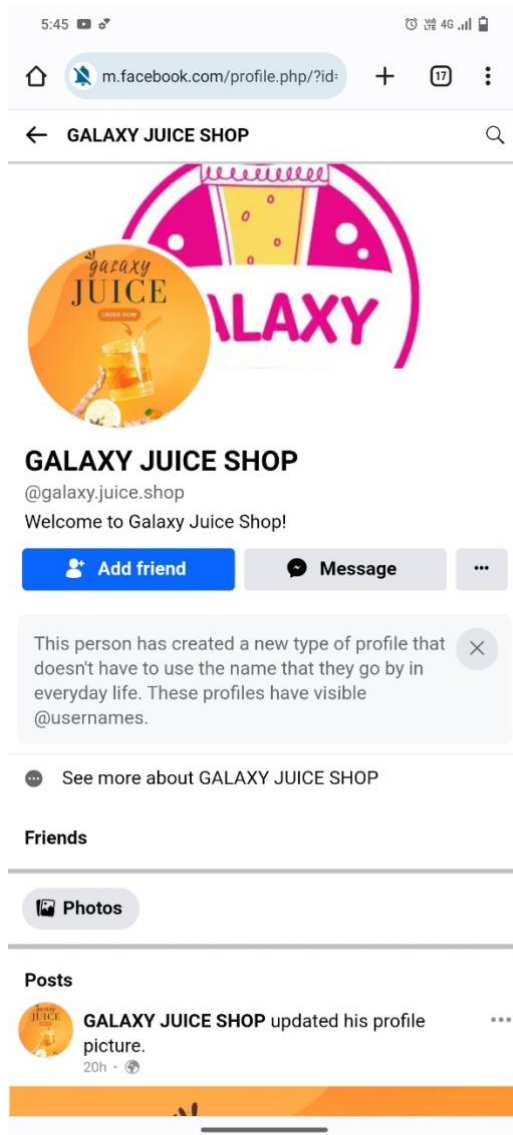 5:45
4G
m.facebook.com/profile.php/?id=
17
GALAXY JUICE SHOP
galaxy
JUICE
ORDER NOW
ALAXY
GALAXY JUICE SHOP
@galaxy.juice.shop
Welcome to Galaxy Juice Shop!
Add friend
Message
This person has created a new type of profile that
doesn't have to use the name that they go by in
everyday life. These profiles have visible
@usernames.
See more about GALAXY JUICE SHOP
Friends
Photos
Posts
JUICE
GALAXY JUICE SHOP updated his profile
picture.
20h